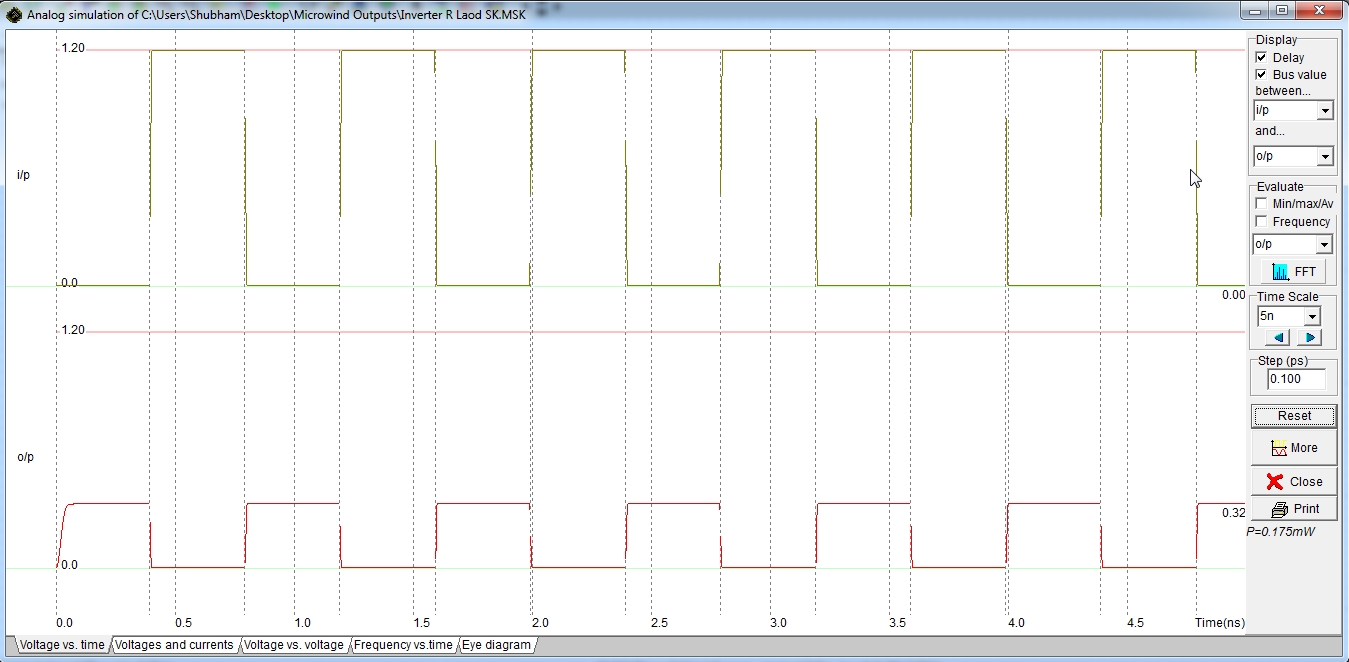 Analog simulation of C:\Users\Shubham\Desktop\Microwind Outputs\Inverter R Laod SK.MSK
1.20
i/p
0.0
0.00
1.20
o/p
0.32
0.0
0.0 0.5 1.0 1.5 2.0 2.5 3.0 3.5 4.0 4.5 Time(ns)
Voltage vs. time Voltages and currents Voltage vs. voltage Frequency vs.time Eye diagram
Display
Delay
Bus value
between...
i/p
and...
o/p
Evaluate
Min/max/Av
Frequency
o/p
FFT
Time Scale
5n
Step (ps)
0.100
Reset
More
Close
Print
P=0.175mW